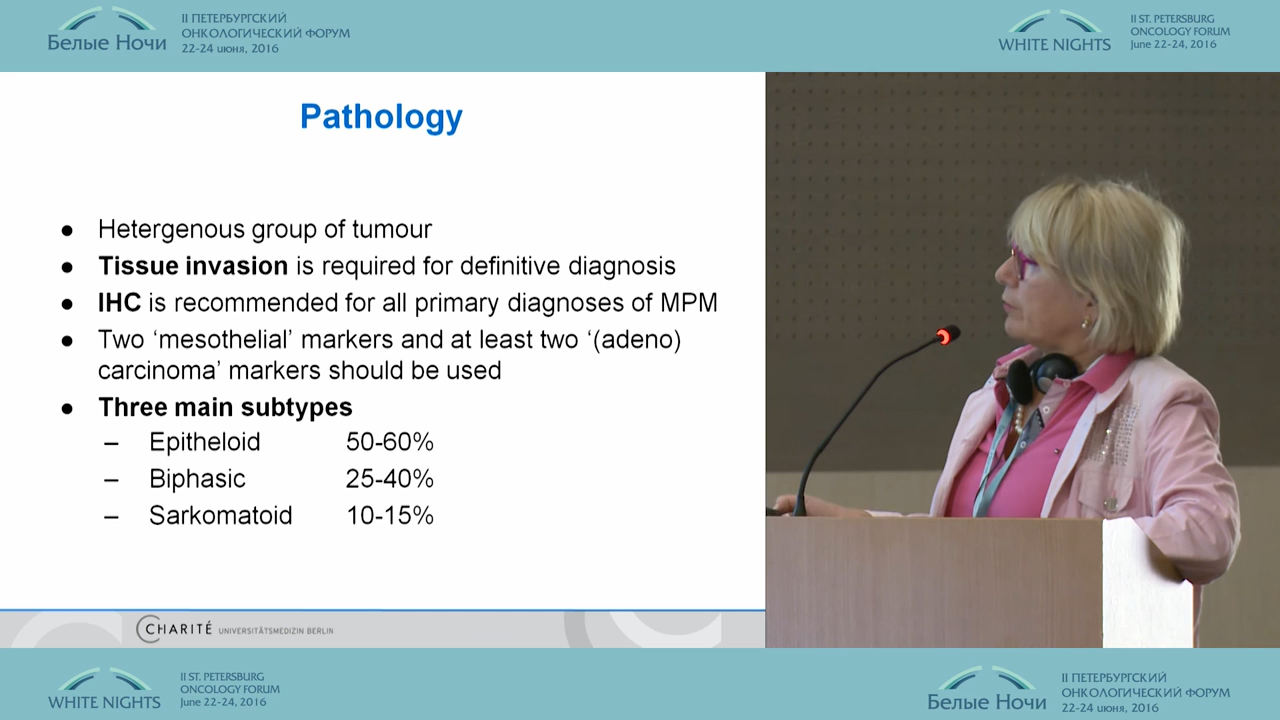 Белые Ночи
II ПЕТЕРБУРГСКИЙ
ОНКОЛОГИЧЕСКИЙ ФОРУМ
22-24 июня, 2016
WHITE NIGHTS
II ST. PETERSBURG
ONCOLOGY FORUM
June 22-24, 2016
Pathology
● Hetergenous group of tumour
● Tissue invasion is required for definitive diagnosis
● IHC is recommended for all primary diagnoses of MPM
● Two ‘mesothelial’ markers and at least two ‘(adeno)
carcinoma’ markers should be used
● Three main subtypes
– Epitheloid 50-60%
– Biphasic 25-40%
– Sarkomatoid 10-15%
CHARITÉ UNIVERSITÄTSMEDIZIN BERLIN
WHITE NIGHTS
II ST. PETERSBURG
ONCOLOGY FORUM
June 22-24, 2016
Белые Ночи
II ПЕТЕРБУРГСКИЙ
ОНКОЛОГИЧЕСКИЙ ФОРУМ
22-24 июня, 2016